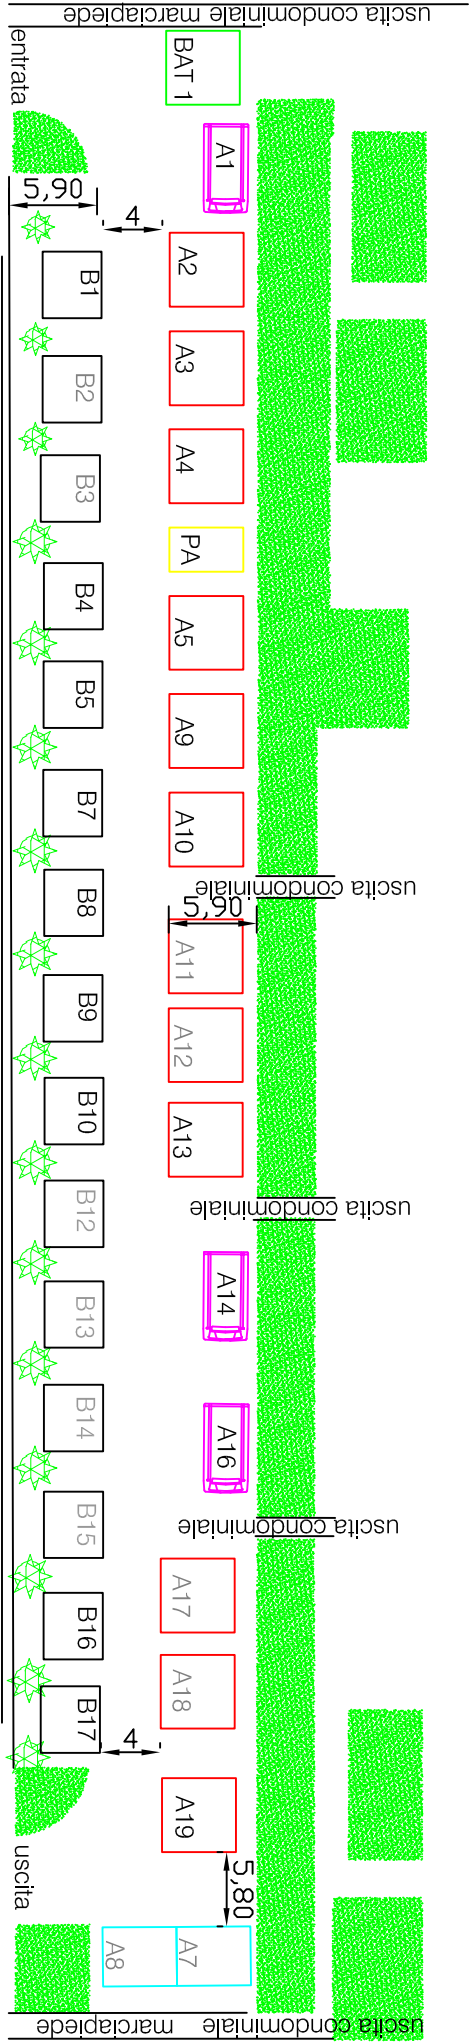 uscita condominiale marciapiede
entrata
BAT 1
A1
5,90
4
A2
B1
A3
B2
A4
B3
PA
B4
A5
B5
A9
B7
A10
uscita condominiale
B8
5,90
A11
B9
A12
B10
A13
B12
uscita condominiale
A14
B13
B14
A16
uscita condominiale
B15
A17
B16
A18
B17
4
A19
uscita
5,80
A7
A8
uscita condominiale marciapiede